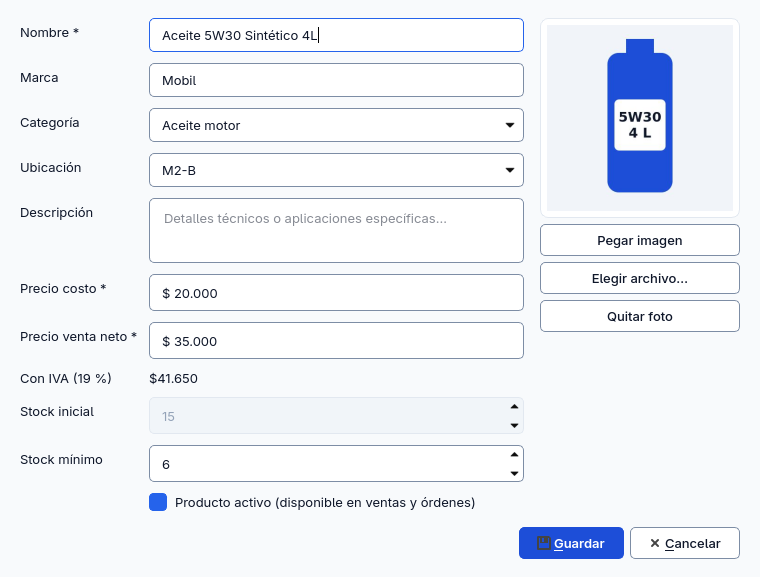 Nombre * Aceite 5W30 Sintético 4L
Marca Mobil
Categoría Aceite motor
Ubicación M2-B
Descripción Detalles técnicos o aplicaciones específicas...
Precio costo * $ 20.000
Precio venta neto * $ 35.000
Con IVA (19 %) $41.650
Stock inicial 15
Stock mínimo 6
Producto activo (disponible en ventas y órdenes)
5W30
4 L
Pegar imagen
Elegir archivo...
Quitar foto
Guardar
Cancelar